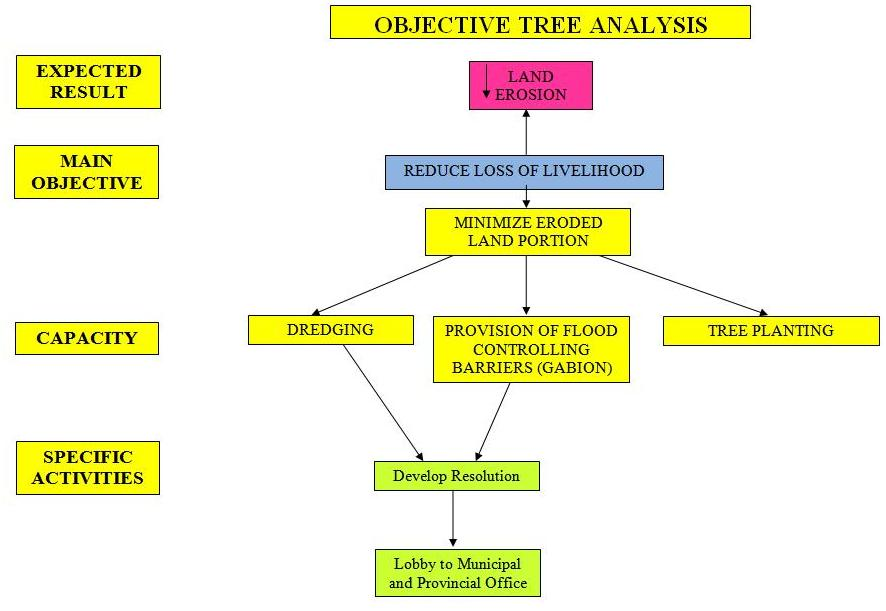 OBJECTIVE TREE ANALYSIS
EXPECTED
RESULT
LAND
EROSION
MAIN
OBJECTIVE
REDUCE LOSS OF LIVELIHOOD
MINIMIZE ERODED
LAND PORTION
CAPACITY
DREDGING
PROVISION OF FLOOD
CONTROLLING
BARRIERS (GABION)
TREE PLANTING
SPECIFIC
ACTIVITIES
Develop Resolution
Lobby to Municipal
and Provincial Office